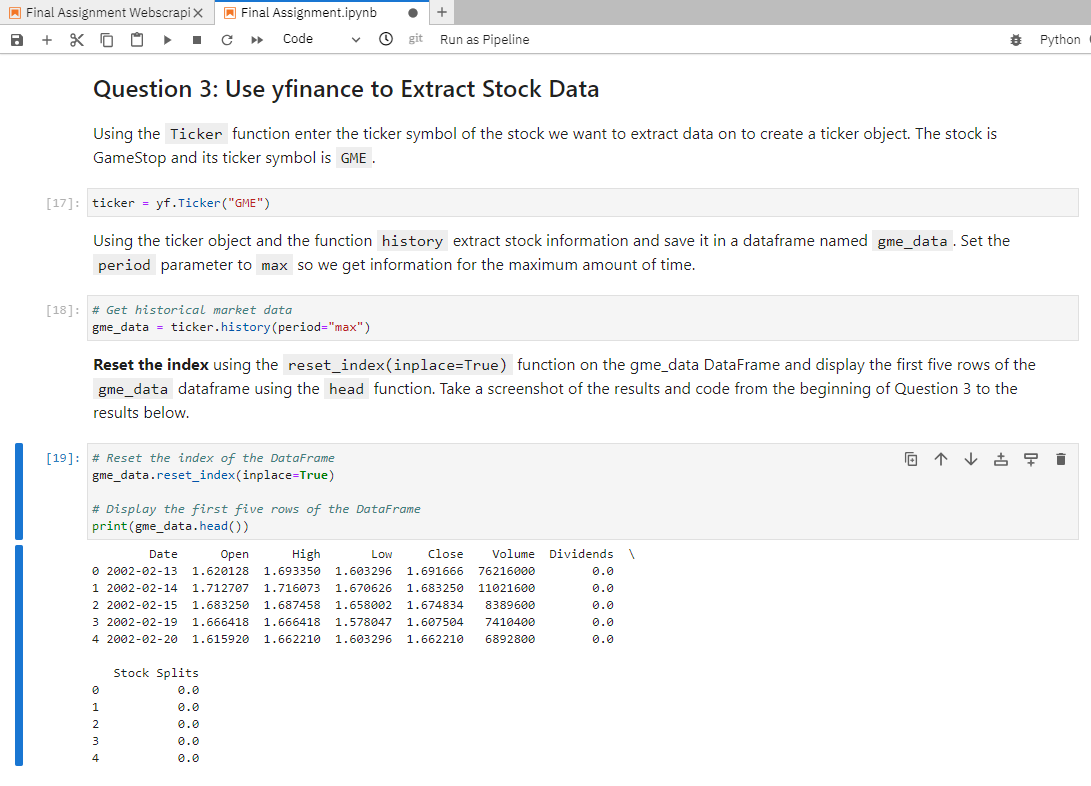 Final Assignment Webscrapi
Final Assignment.ipynb
Code
git
Run as Pipeline
Python
Question 3: Use yfinance to Extract Stock Data
Using the Ticker function enter the ticker symbol of the stock we want to extract data on to create a ticker object. The stock is
GameStop and its ticker symbol is GME .
[17]: ticker = yf.Ticker("GME")
Using the ticker object and the function history extract stock information and save it in a dataframe named gme_data . Set the
period parameter to max so we get information for the maximum amount of time.
[18]: # Get historical market data
gme_data = ticker.history(period="max")
Reset the index using the reset_index(inplace=True) function on the gme_data DataFrame and display the first five rows of the
gme_data dataframe using the head function. Take a screenshot of the results and code from the beginning of Question 3 to the
results below.
[19]: # Reset the index of the DataFrame
gme_data.reset_index(inplace=True)
# Display the first five rows of the DataFrame
print(gme_data.head())
Date Open High Low Close Volume Dividends \
0 2002-02-13 1.620128 1.693350 1.603296 1.691666 76216000 0.0
1 2002-02-14 1.712707 1.716073 1.670626 1.683250 11021600 0.0
2 2002-02-15 1.683250 1.687458 1.658002 1.674834 8389600 0.0
3 2002-02-19 1.666418 1.666418 1.578047 1.607504 7410400 0.0
4 2002-02-20 1.615920 1.662210 1.603296 1.662210 6892800 0.0
Stock Splits
0 0.0
1 0.0
2 0.0
3 0.0
4 0.0